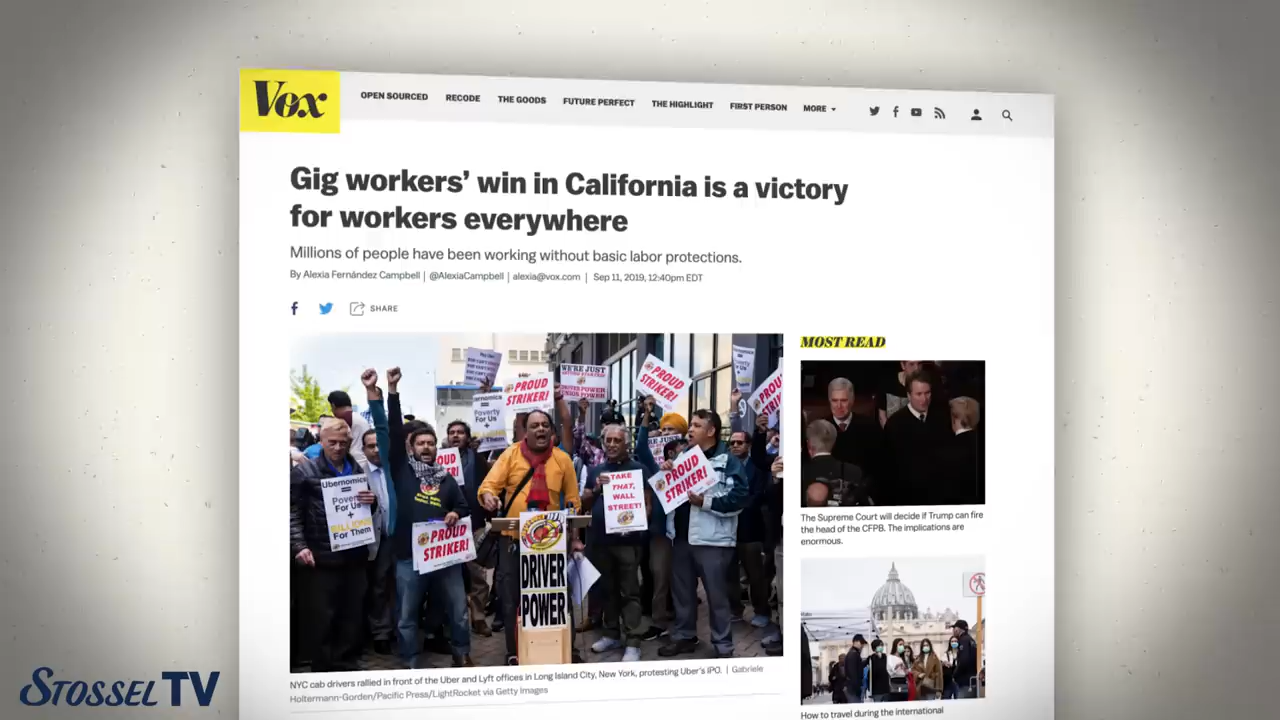 Vox
OPEN SOURCED RECODE THE GOODS FUTURE PERFECT THE HIGHLIGHT FIRST PERSON MORE
Gig workers' win in California is a victory
for workers everywhere
Millions of people have been working without basic labor protections.
By Alexia Fernández Campbell | @AlexiaCampbell | alexia@vox.com | Sep 11, 2019, 12:40pm EDT
SHARE
PROUD
STRIKER!
WE'RE JUST
PROUD
STRIKER!
Poverty
For Us
+
Ubernomics
=
Poverty
For Us
+
BILLIONS
For Them
PROUD
STRIKER!
TAKE
THAT,
WALL
STREET!
PROUD
STRIKER!
DRIVER
POWER
NYC cab drivers rallied in front of the Uber and Lyft offices in Long Island City, New York, protesting Uber's IPO. | Gabriele
Holtermann-Gorden/Pacific Press/LightRocket via Getty Images
MOST READ
The Supreme Court will decide if Trump can fire
the head of the CFPB. The implications are
enormous.
How to travel during the international
STOSSEL TV